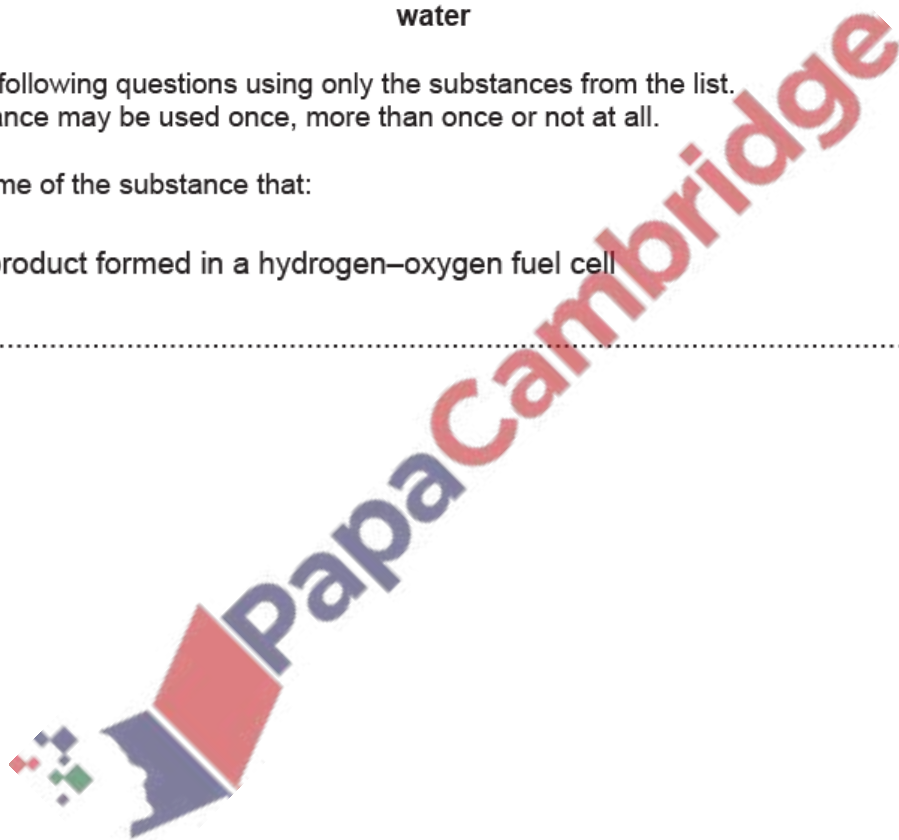 water
following questions using only the substances from the list.
ance may be used once, more than once or not at all.
me of the substance that:
product formed in a hydrogen–oxygen fuel cell
PapaCambridge